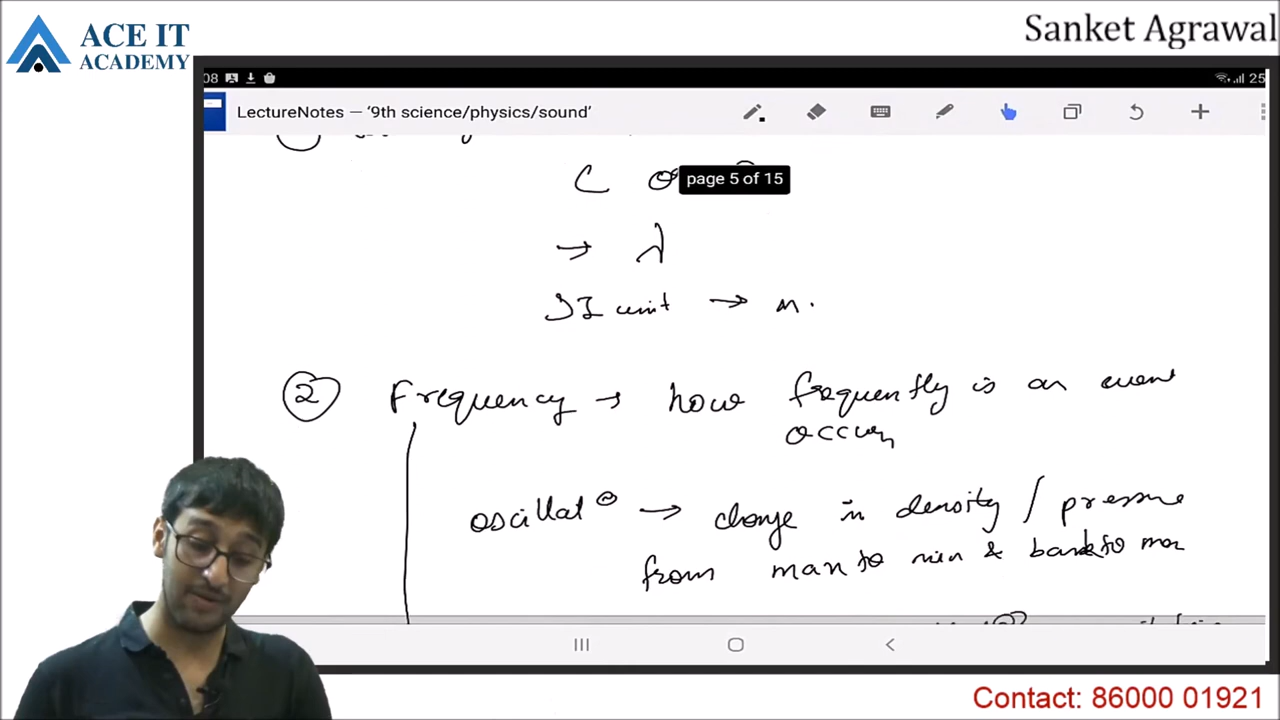 ACE IT
ACADEMY
Sanket Agrawal
08
25
LectureNotes — ‘9th science/physics/sound’
C
page 5 of 15
→ λ
SI unit → m.
② Frequency → how frequently is an event
occurs
oscillat⊙ → change in density / pressure
from max to min & back to max
Contact: 86000 01921